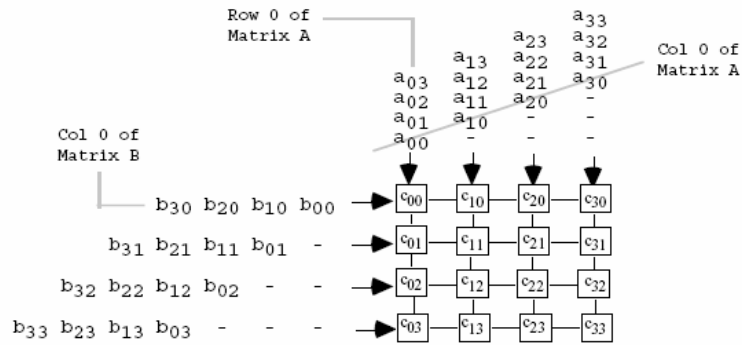 Row 0 of
Matrix A
a33
a23 a32
a13 a22 a31
a03 a12 a21 a30
a02 a11 a20 -
a01 a10 - -
a00 - - -
Col 0 of
Matrix A
Col 0 of
Matrix B
b30 b20 b10 b00 c00 c10 c20 c30
b31 b21 b11 b01 - c01 c11 c21 c31
b32 b22 b12 b02 - - c02 c12 c22 c32
b33 b23 b13 b03 - - - c03 c13 c23 c33